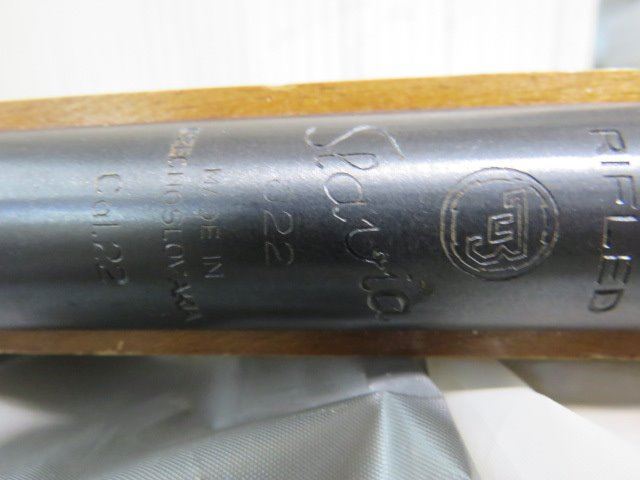 RIFLED
Slavia
622
MADE IN
CZECHOSLOVAKIA
Cal.22